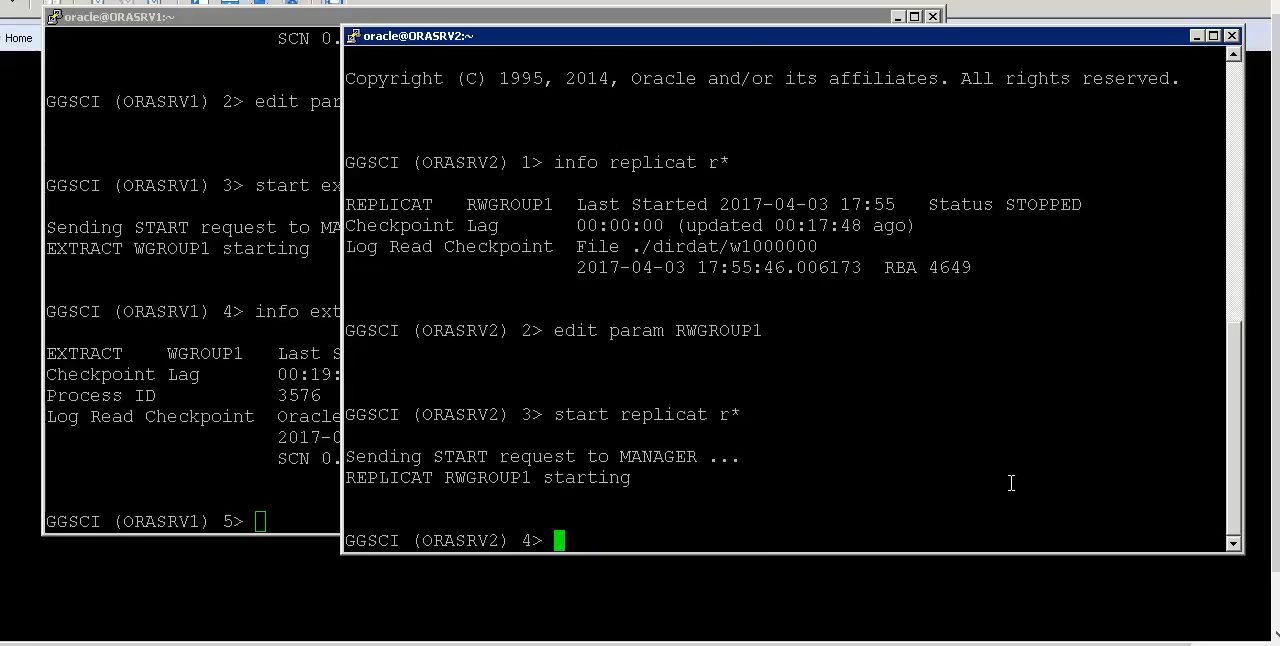 Home
oracle@ORASRV1:~
SCN 0.
GGSCI (ORASRV1) 2> edit par
GGSCI (ORASRV1) 3> start ex
Sending START request to MA
EXTRACT WGROUP1 starting
GGSCI (ORASRV1) 4> info ext
EXTRACT    WGROUP1   Last S
Checkpoint Lag       00:19:
Process ID           3576
Log Read Checkpoint  Oracle
2017-0
SCN 0.
GGSCI (ORASRV1) 5>
oracle@ORASRV2:~
Copyright (C) 1995, 2014, Oracle and/or its affiliates. All rights reserved.
GGSCI (ORASRV2) 1> info replicat r*
REPLICAT   RWGROUP1  Last Started 2017-04-03 17:55   Status STOPPED
Checkpoint Lag       00:00:00 (updated 00:17:48 ago)
Log Read Checkpoint  File ./dirdat/w1000000
2017-04-03 17:55:46.006173  RBA 4649
GGSCI (ORASRV2) 2> edit param RWGROUP1
GGSCI (ORASRV2) 3> start replicat r*
Sending START request to MANAGER ...
REPLICAT RWGROUP1 starting
GGSCI (ORASRV2) 4>